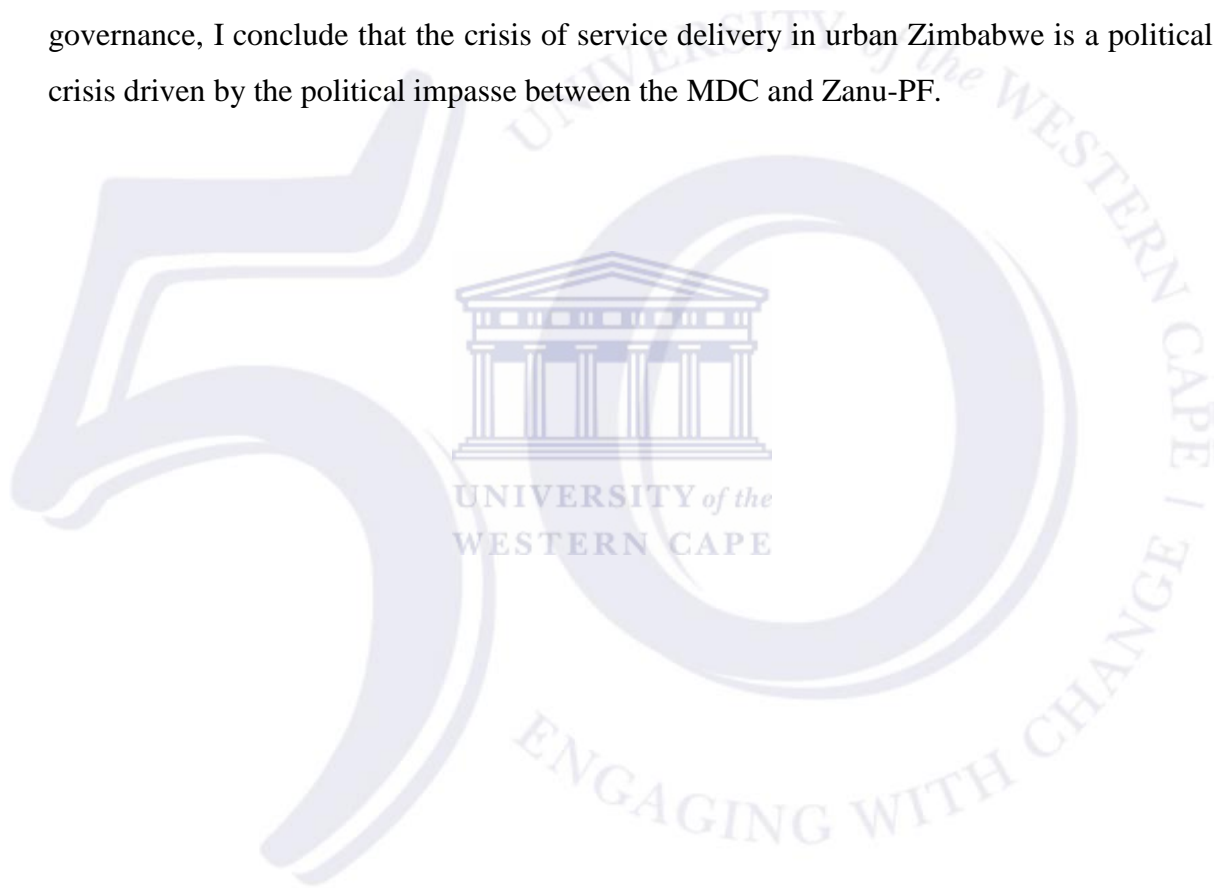 governance, I conclude that the crisis of service delivery in urban Zimbabwe is a political
crisis driven by the political impasse between the MDC and Zanu-PF.
UNIVERSITY of the WESTERN CAPE | ENGAGING WITH CHANGE
50
UNIVERSITY of the
WESTERN CAPE